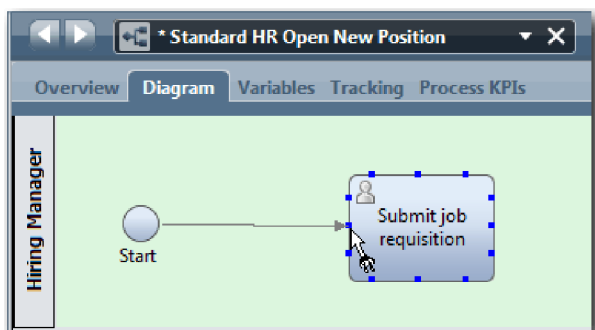 * Standard HR Open New Position
Overview Diagram Variables Tracking Process KPIs
Hiring Manager
Start
Submit job
requisition